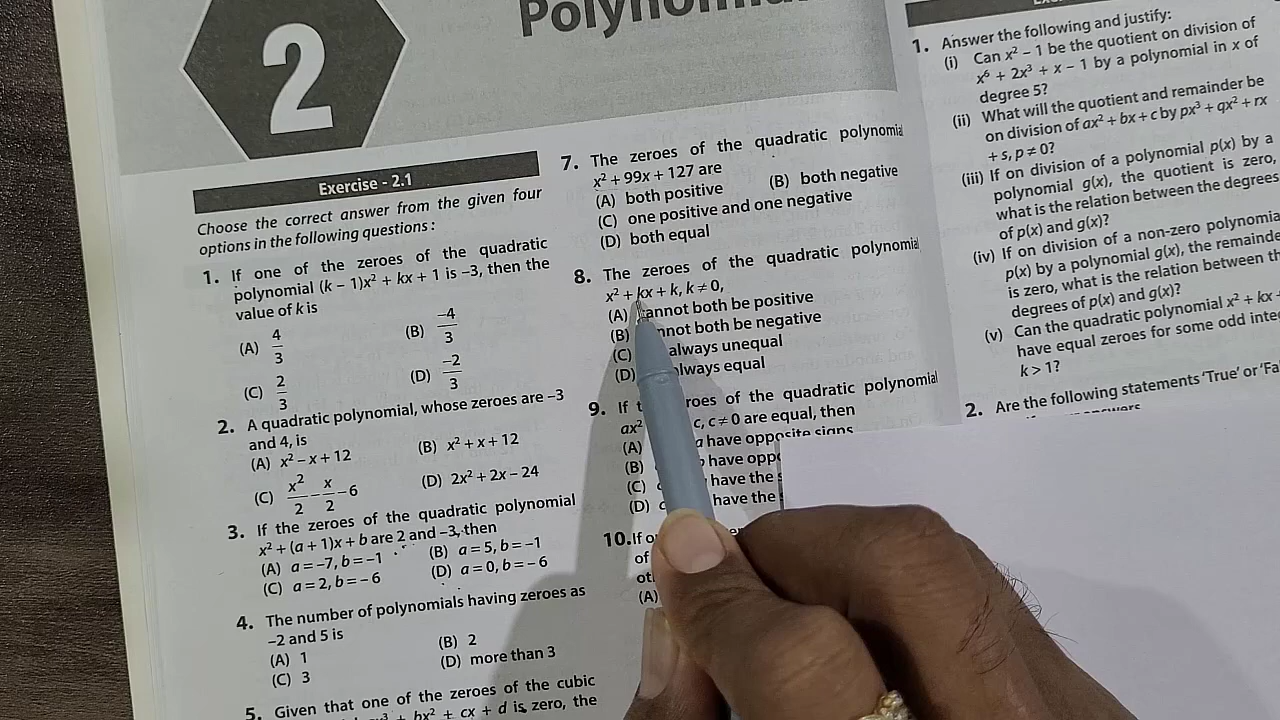 2
Exercise - 2.1
Choose the correct answer from the given four
options in the following questions :
1. If one of the zeroes of the quadratic
polynomial (k – 1)x² + kx + 1 is –3, then the
value of k is
(A) 4/3 (B) –4/3
(C) 2/3 (D) –2/3
2. A quadratic polynomial, whose zeroes are –3
and 4, is
(A) x² – x + 12 (B) x² + x + 12
(C) x²/2 – x/2 – 6 (D) 2x² + 2x – 24
3. If the zeroes of the quadratic polynomial
x² + (a + 1)x + b are 2 and –3, then
(A) a = –7, b = –1 (B) a = 5, b = –1
(C) a = 2, b = – 6 (D) a = 0, b = – 6
4. The number of polynomials having zeroes as
–2 and 5 is
(A) 1 (B) 2
(C) 3 (D) more than 3
5. Given that one of the zeroes of the cubic
+ bx² + cx + d is zero, the
7. The zeroes of the quadratic
x² + 99x + 127 are
(A) both positive (B) both negative
(C) one positive and one negative
(D) both equal
8. The zeroes of the quadratic
x² + kx + k, k ≠ 0,
(A) cannot both be positive
(B) both be negative
(C) always unequal
(D) equal
9. If of the quadratic polynomial
ax² c, c ≠ 0 are equal, then
(A) a have opposite signs
(B) have
(C) have the
(D) have the
10. If
of
(A)
1. Answer the following and justify:
(i) Can x² – 1 be the quotient on division of
x⁶ + 2x³ + x – 1 by a polynomial in x of
degree 5?
(ii) What will the quotient and remainder be
on division of ax² + bx + c by px³ + qx² + rx
+ s, p ≠ 0?
(iii) If on division of a polynomial p(x) by a
polynomial g(x), the quotient is zero,
what is the relation between the degrees
of p(x) and g(x)?
(iv) If on division of a non-zero
p(x) by a polynomial g(x), the
is zero, what is the relation between
degrees of p(x) and g(x)?
(v) Can the quadratic polynomial x² + kx
have equal zeroes for some odd
k > 1?
2. Are the following statements 'True' or